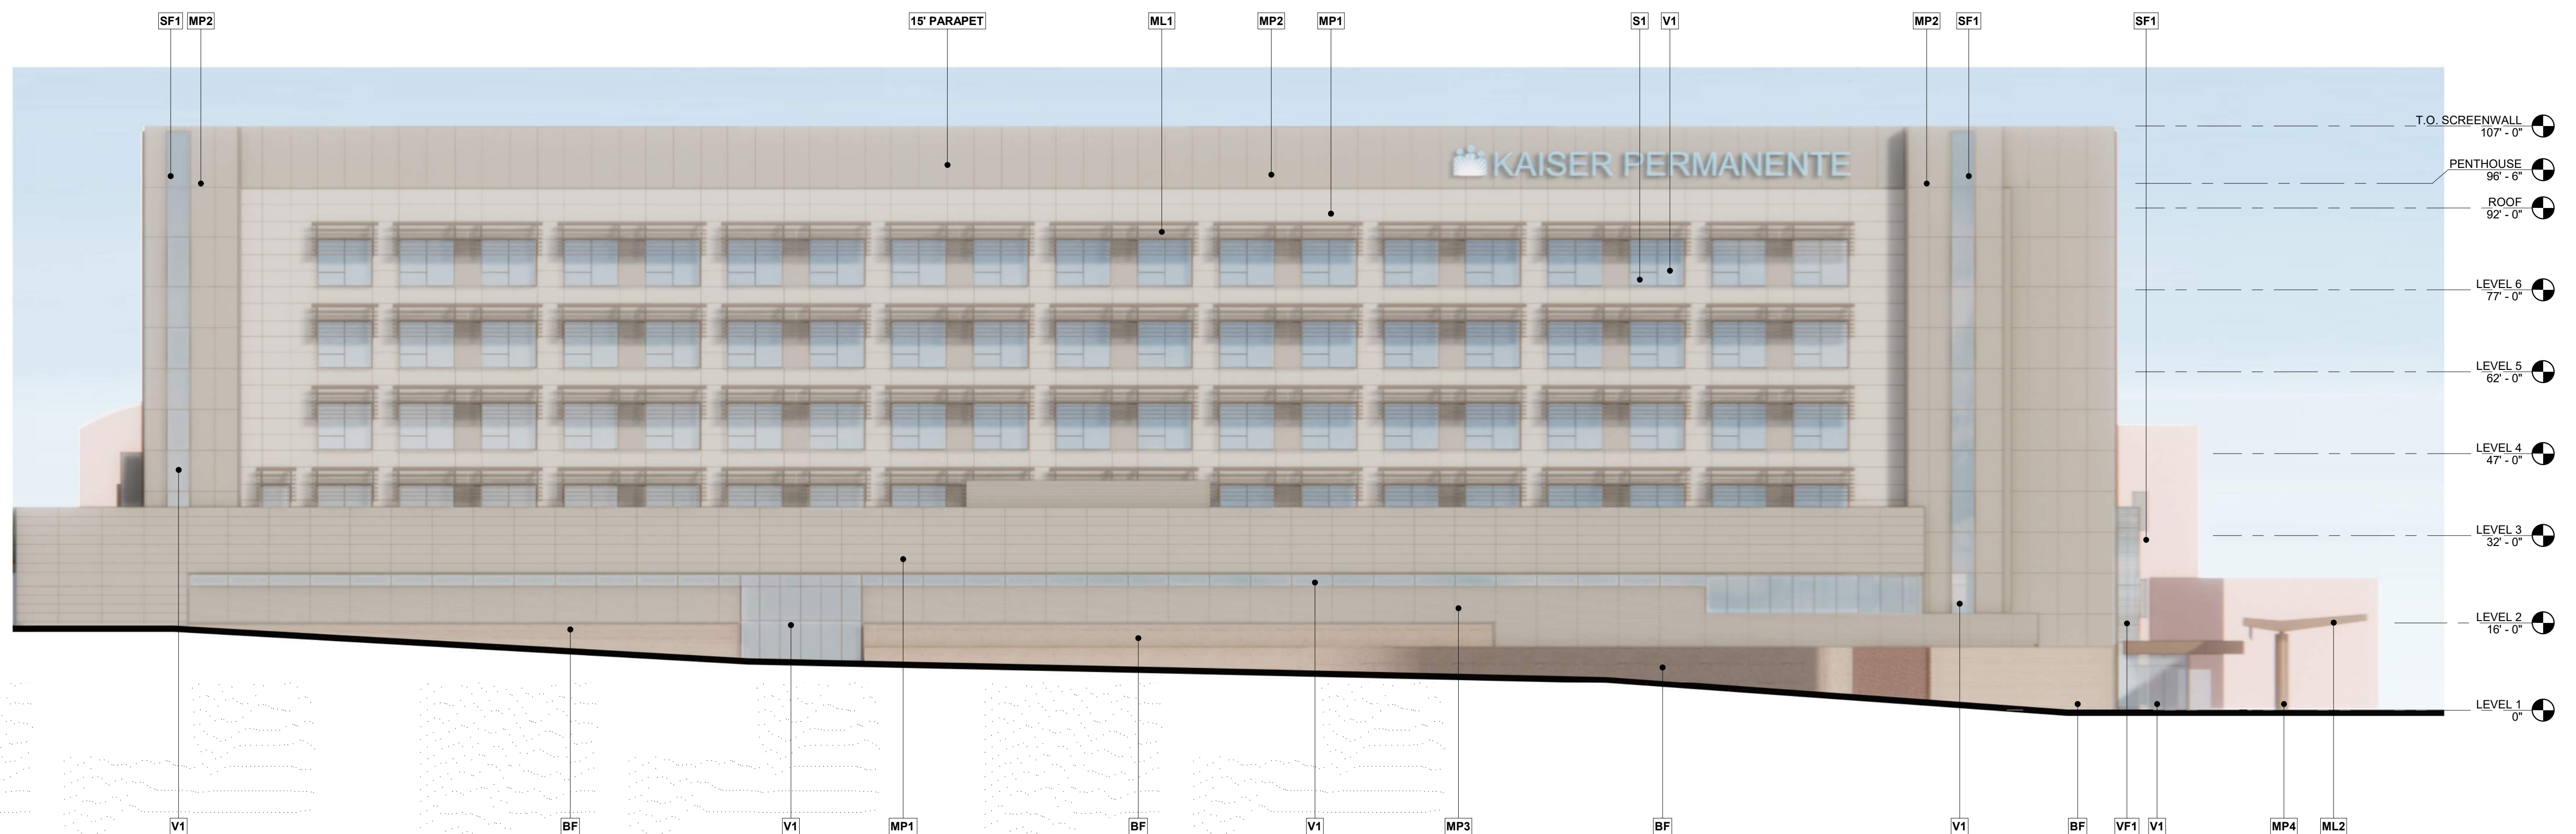 SF1 MP2 15' PARAPET ML1 MP2 MP1 S1 V1 MP2 SF1 SF1
T.O. SCREENWALL
107' - 0"
KAISER PERMANENTE
PENTHOUSE
96' - 6"
ROOF
92' - 0"
LEVEL 6
77' - 0"
LEVEL 5
62' - 0"
LEVEL 4
47' - 0"
LEVEL 3
32' - 0"
LEVEL 2
16' - 0"
LEVEL 1
0"
V1 BF V1 MP1 BF V1 MP3 BF V1 BF VF1 V1 MP4 ML2